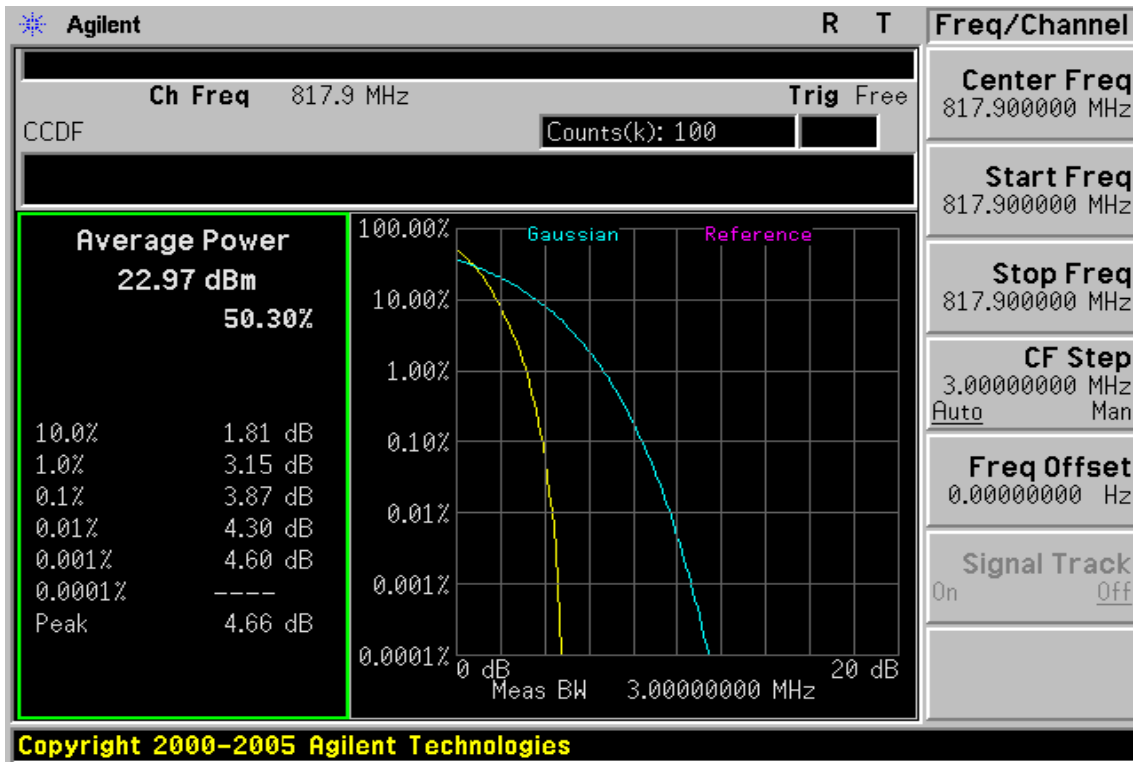 Agilent R T
Ch Freq 817.9 MHz Trig Free
CCDF Counts(k): 100
Average Power
22.97 dBm
50.30%
10.0% 1.81 dB
1.0% 3.15 dB
0.1% 3.87 dB
0.01% 4.30 dB
0.001% 4.60 dB
0.0001% ----
Peak 4.66 dB
Gaussian Reference
100.00%
10.00%
1.00%
0.10%
0.01%
0.001%
0.0001%
0 dB 20 dB
Meas BW 3.00000000 MHz
Freq/Channel
Center Freq
817.900000 MHz
Start Freq
817.900000 MHz
Stop Freq
817.900000 MHz
CF Step
3.00000000 MHz
Auto Man
Freq Offset
0.00000000 Hz
Signal Track
On Off
Copyright 2000-2005 Agilent Technologies